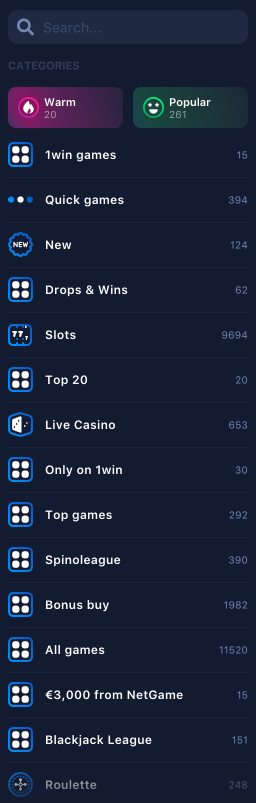 Search...
CATEGORIES
Warm
20
Popular
261
1win games 15
Quick games 394
NEW New 124
Drops & Wins 62
77 Slots 9694
Top 20 20
Live Casino 653
Only on 1win 30
Top games 292
Spinoleague 390
Bonus buy 1982
All games 11520
€3,000 from NetGame 15
Blackjack League 151
Roulette 248